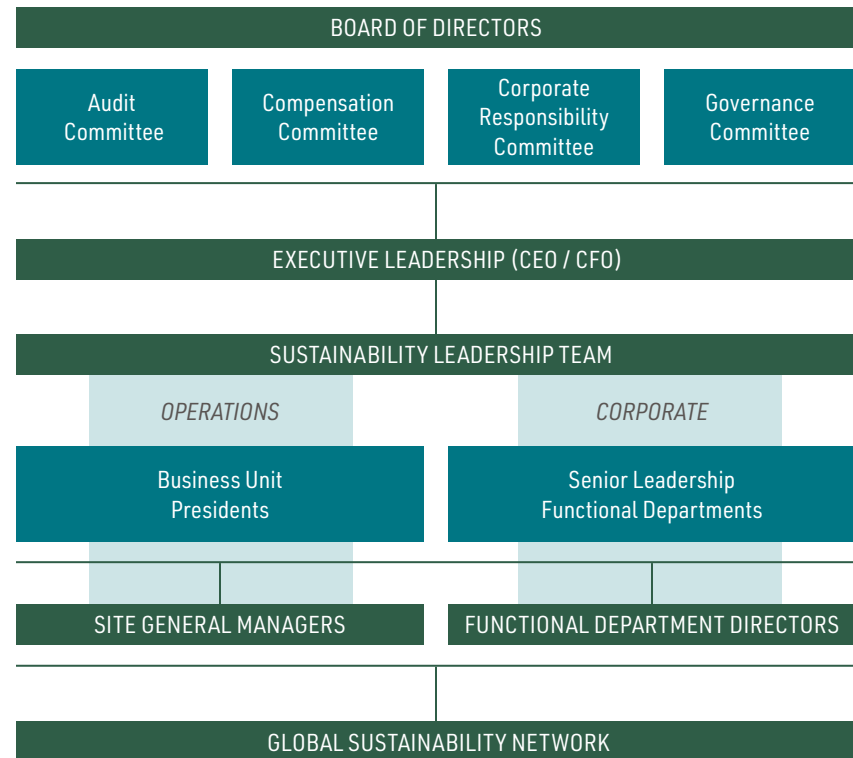 BOARD OF DIRECTORS
Audit
Committee
Compensation
Committee
Corporate
Responsibility
Committee
Governance
Committee
EXECUTIVE LEADERSHIP (CEO / CFO)
SUSTAINABILITY LEADERSHIP TEAM
OPERATIONS
CORPORATE
Business Unit
Presidents
Senior Leadership
Functional Departments
SITE GENERAL MANAGERS
FUNCTIONAL DEPARTMENT DIRECTORS
GLOBAL SUSTAINABILITY NETWORK